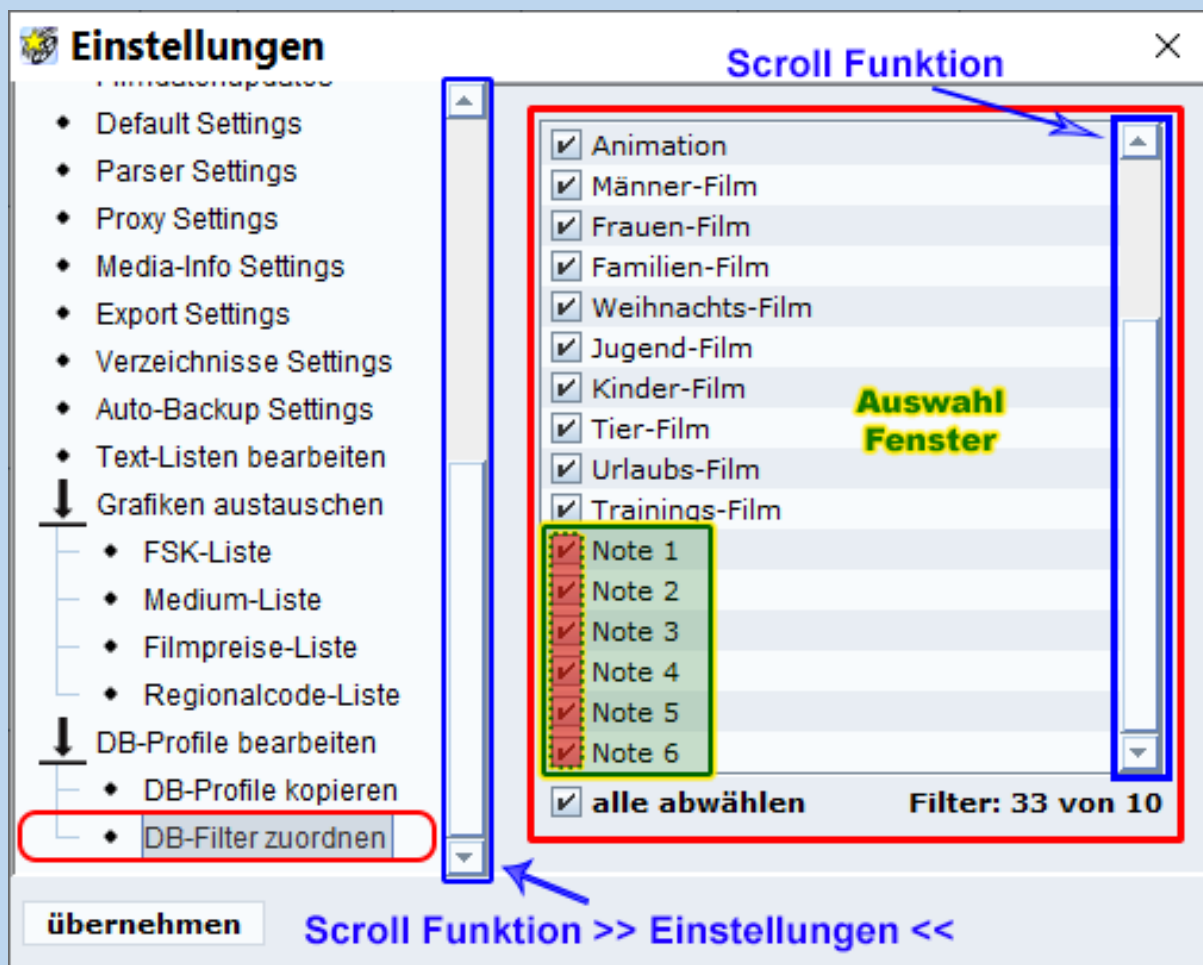 Einstellungen
Scroll Funktion
Default Settings
Parser Settings
Proxy Settings
Media-Info Settings
Export Settings
Verzeichnisse Settings
Auto-Backup Settings
Text-Listen bearbeiten
Grafiken austauschen
FSK-Liste
Medium-Liste
Filmpreise-Liste
Regionalcode-Liste
DB-Profile bearbeiten
DB-Profile kopieren
DB-Filter zuordnen
Animation
Männer-Film
Frauen-Film
Familien-Film
Weihnachts-Film
Jugend-Film
Kinder-Film
Tier-Film
Urlaubs-Film
Trainings-Film
Auswahl
Fenster
Note 1
Note 2
Note 3
Note 4
Note 5
Note 6
alle abwählen Filter: 33 von 10
übernehmen
Scroll Funktion >> Einstellungen <<